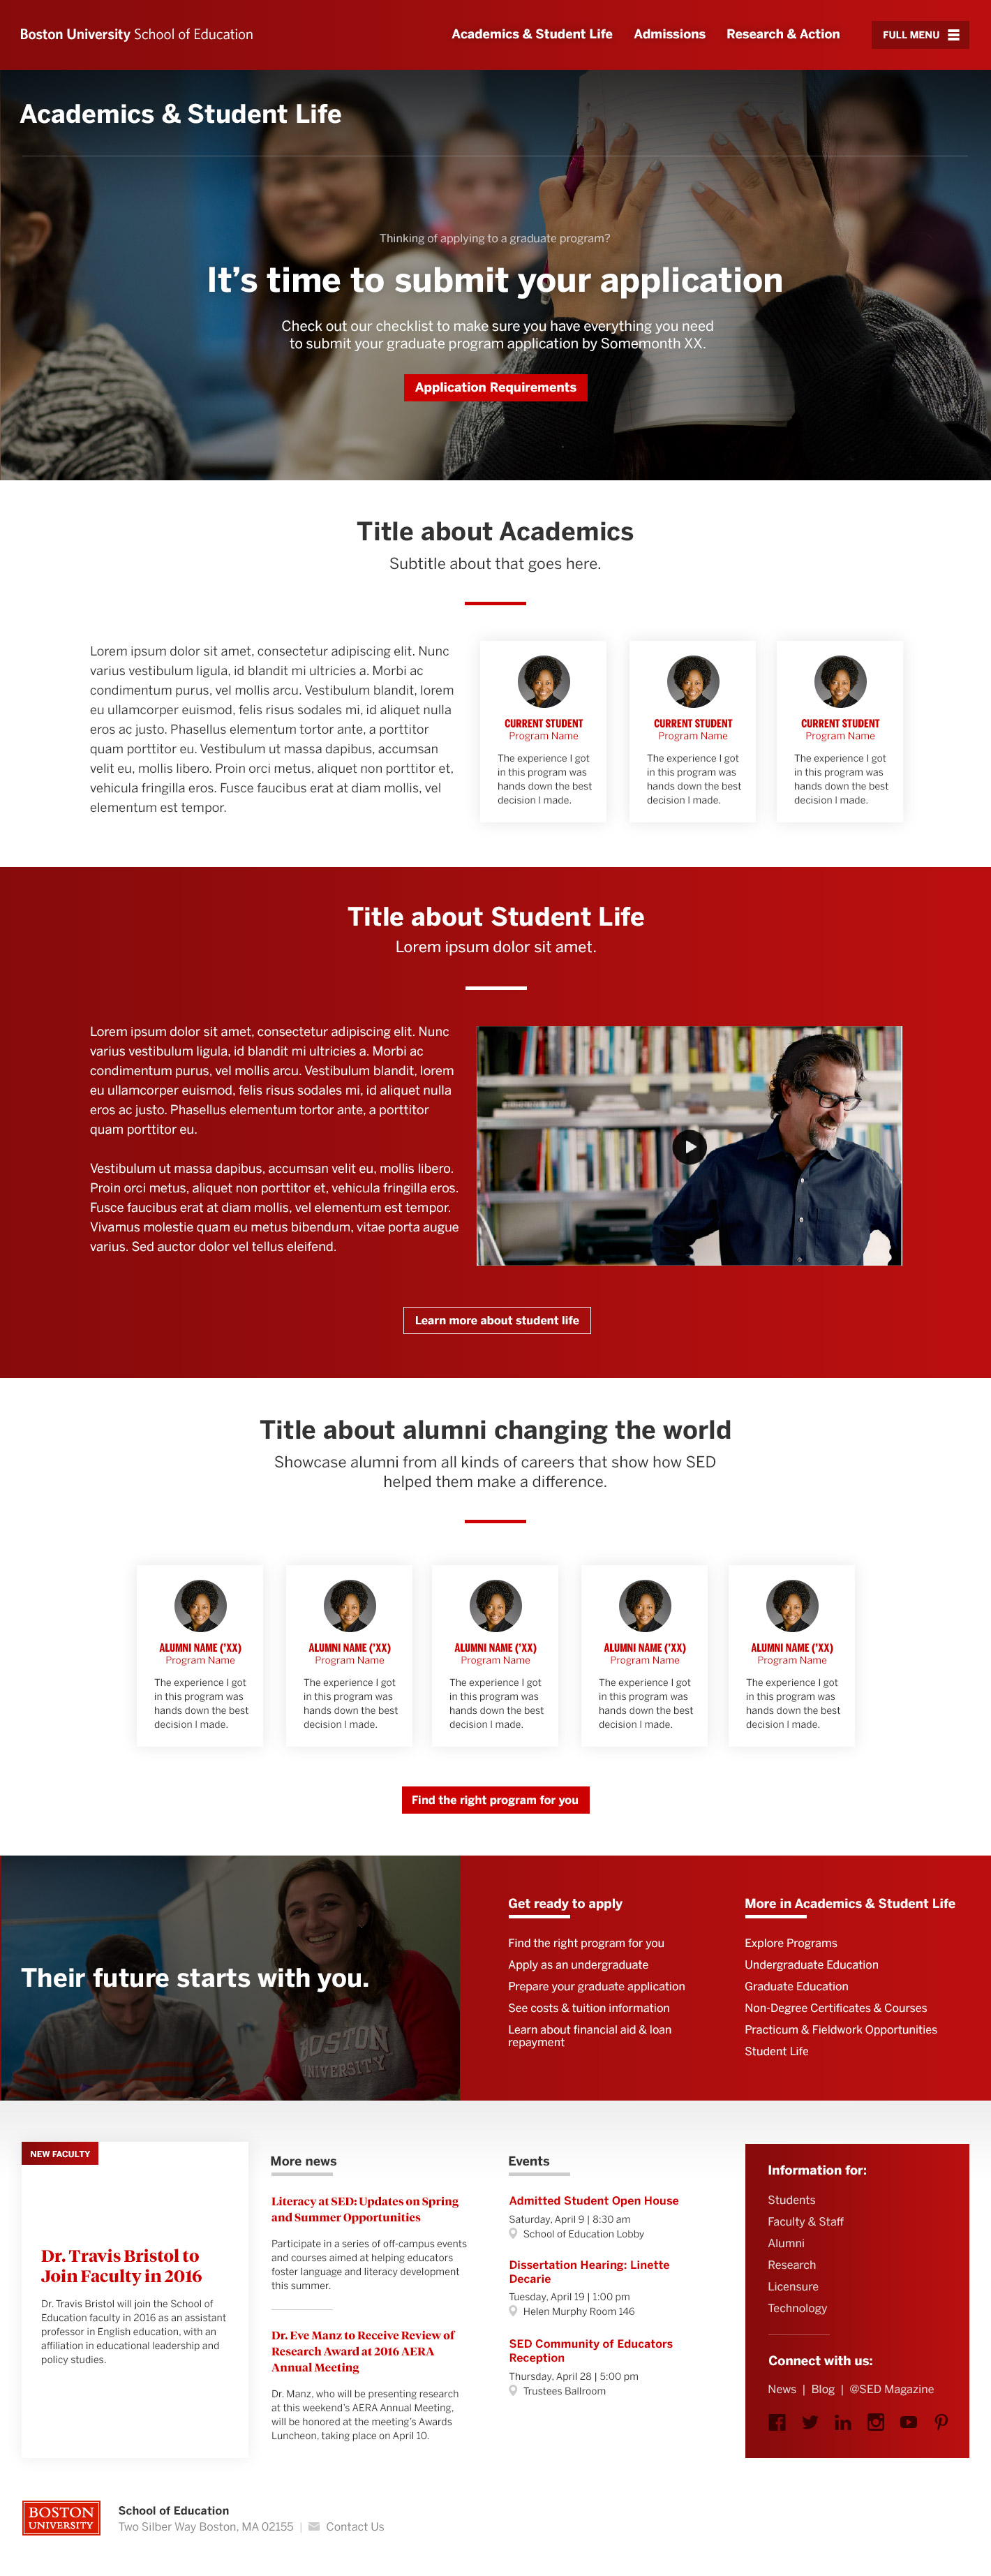 Boston University School of Education
Academics & Student Life
Admissions
Research & Action
FULL MENU
Academics & Student Life
Thinking of applying to a graduate program?
It's time to submit your application
Check out our checklist to make sure you have everything you need
to submit your graduate program application by Somemonth XX.
Application Requirements
Title about Academics
Subtitle about that goes here.
Lorem ipsum dolor sit amet, consectetur adipiscing elit. Nunc
varius vestibulum ligula, id blandit mi ultricies a. Morbi ac
condimentum purus, vel mollis arcu. Vestibulum blandit, lorem
eu ullamcorper euismod, felis risus sodales mi, id aliquet nulla
eros ac justo. Phasellus elementum tortor ante, a porttitor
quam porttitor eu. Vestibulum ut massa dapibus, accumsan
velit eu, mollis libero. Proin orci metus, aliquet non porttitor et,
vehicula fringilla eros. Fusce faucibus erat at diam mollis, vel
elementum est tempor.
CURRENT STUDENT
Program Name
The experience I got
in this program was
hands down the best
decision I made.
CURRENT STUDENT
Program Name
The experience I got
in this program was
hands down the best
decision I made.
CURRENT STUDENT
Program Name
The experience I got
in this program was
hands down the best
decision I made.
Title about Student Life
Lorem ipsum dolor sit amet.
Lorem ipsum dolor sit amet, consectetur adipiscing elit. Nunc
varius vestibulum ligula, id blandit mi ultricies a. Morbi ac
condimentum purus, vel mollis arcu. Vestibulum blandit, lorem
eu ullamcorper euismod, felis risus sodales mi, id aliquet nulla
eros ac justo. Phasellus elementum tortor ante, a porttitor
quam porttitor eu.
Vestibulum ut massa dapibus, accumsan velit eu, mollis libero.
Proin orci metus, aliquet non porttitor et, vehicula fringilla eros.
Fusce faucibus erat at diam mollis, vel elementum est tempor.
Vivamus molestie quam eu metus bibendum, vitae porta augue
varius. Sed auctor dolor vel tellus eleifend.
Learn more about student life
Title about alumni changing the world
Showcase alumni from all kinds of careers that show how SED
helped them make a difference.
ALUMNI NAME ('XX)
Program Name
The experience I got
in this program was
hands down the best
decision I made.
ALUMNI NAME ('XX)
Program Name
The experience I got
in this program was
hands down the best
decision I made.
ALUMNI NAME ('XX)
Program Name
The experience I got
in this program was
hands down the best
decision I made.
ALUMNI NAME ('XX)
Program Name
The experience I got
in this program was
hands down the best
decision I made.
ALUMNI NAME ('XX)
Program Name
The experience I got
in this program was
hands down the best
decision I made.
Find the right program for you
Their future starts with you.
BOSTON
UNIVERSITY
Get ready to apply
Find the right program for you
Apply as an undergraduate
Prepare your graduate application
See costs & tuition information
Learn about financial aid & loan
repayment
More in Academics & Student Life
Explore Programs
Undergraduate Education
Graduate Education
Non-Degree Certificates & Courses
Practicum & Fieldwork Opportunities
Student Life
NEW FACULTY
Dr. Travis Bristol to
Join Faculty in 2016
Dr. Travis Bristol will join the School of
Education faculty in 2016 as an assistant
professor in English education, with an
affiliation in educational leadership and
policy studies.
More news
Literacy at SED: Updates on Spring
and Summer Opportunities
Participate in a series of off-campus events
and courses aimed at helping educators
foster language and literacy development
this summer.
Dr. Eve Manz to Receive Review of
Research Award at 2016 AERA
Annual Meeting
Dr. Manz, who will be presenting research
at this weekend's AERA Annual Meeting,
will be honored at the meeting's Awards
Luncheon, taking place on April 10.
Events
Admitted Student Open House
Saturday, April 9 | 8:30 am
School of Education Lobby
Dissertation Hearing: Linette
Decarie
Tuesday, April 19 | 1:00 pm
Helen Murphy Room 146
SED Community of Educators
Reception
Thursday, April 28 | 5:00 pm
Trustees Ballroom
Information for:
Students
Faculty & Staff
Alumni
Research
Licensure
Technology
Connect with us:
News | Blog | @SED Magazine
BOSTON
UNIVERSITY
School of Education
Two Silber Way Boston, MA 02155 | Contact Us